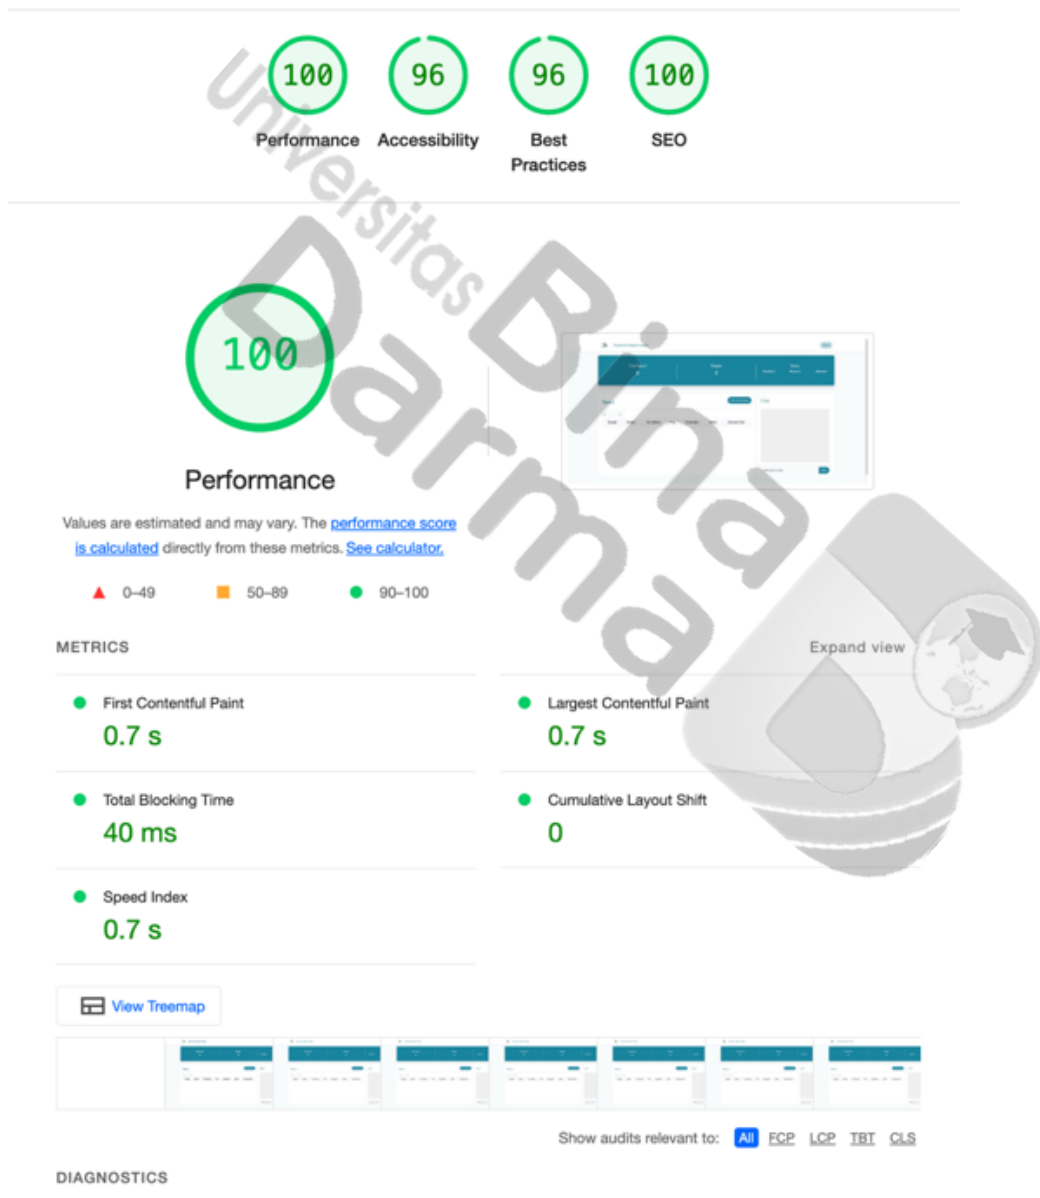 100
96
96
100
Performance
Accessibility
Best
Practices
SEO
Universitas
Bina
Darma
100
Performance
Values are estimated and may vary. The performance score
is calculated directly from these metrics. See calculator.
0–49
50–89
90–100
METRICS
Expand view
First Contentful Paint
0.7 s
Largest Contentful Paint
0.7 s
Total Blocking Time
40 ms
Cumulative Layout Shift
0
Speed Index
0.7 s
View Treemap
Show audits relevant to: All FCP LCP TBT CLS
DIAGNOSTICS